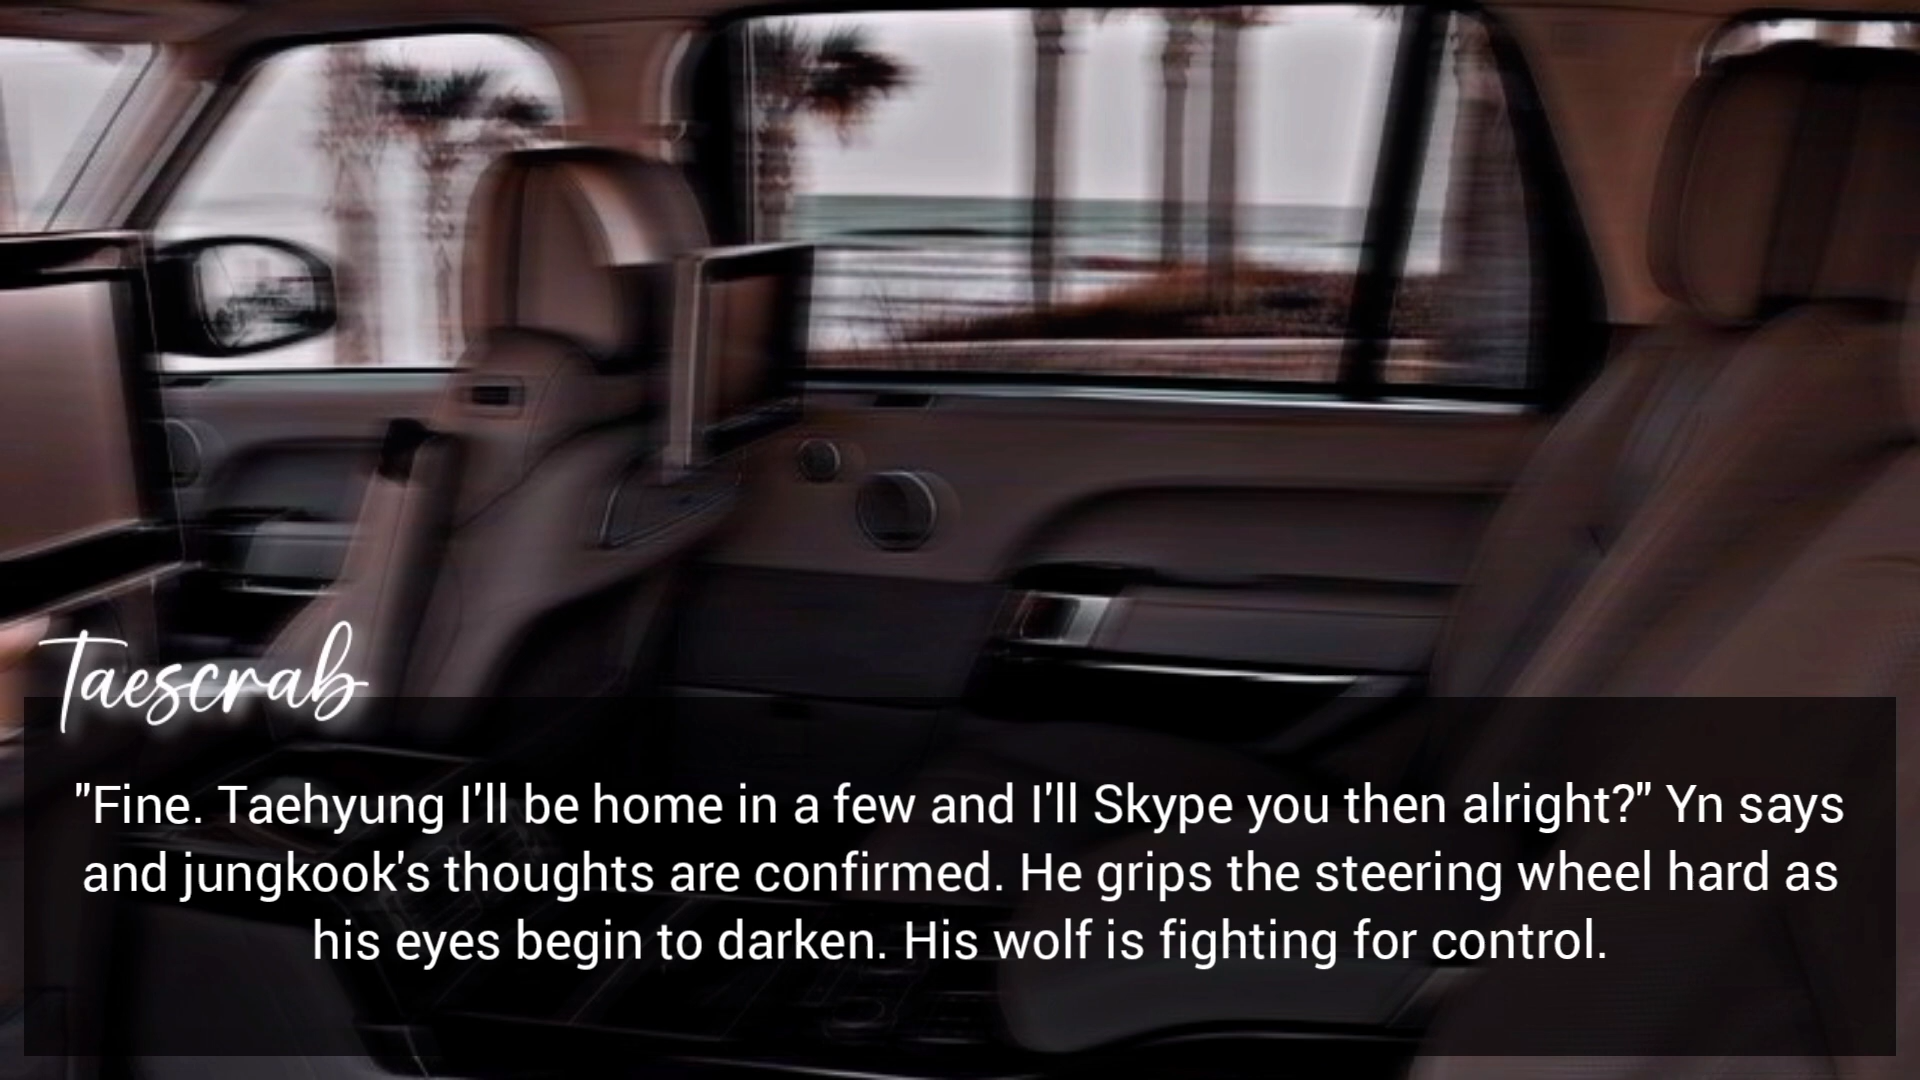 Taescrab
"Fine. Taehyung I'll be home in a few and I'll Skype you then alright?" Yn says
and jungkook's thoughts are confirmed. He grips the steering wheel hard as
his eyes begin to darken. His wolf is fighting for control.